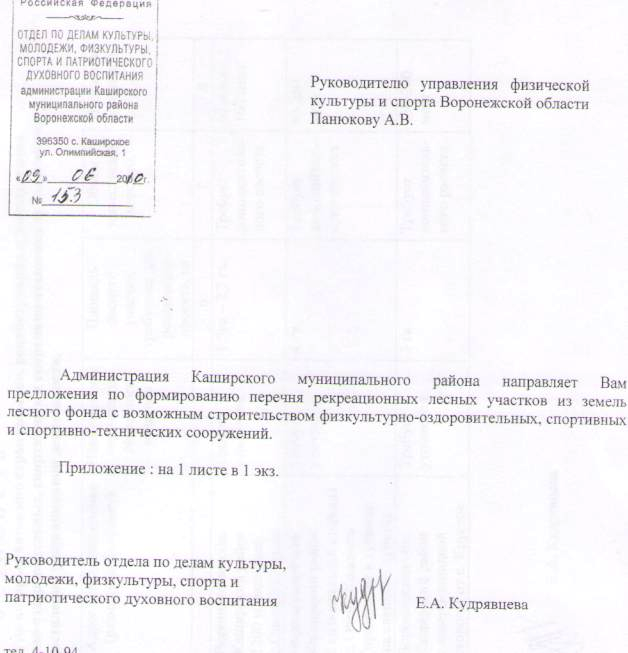 Российская Федерация
ОТДЕЛ ПО ДЕЛАМ КУЛЬТУРЫ,
МОЛОДЕЖИ, ФИЗКУЛЬТУРЫ,
СПОРТА И ПАТРИОТИЧЕСКОГО
ДУХОВНОГО ВОСПИТАНИЯ
администрации Каширского
муниципального района
Воронежской области
396350 с. Каширское
ул. Олимпийская, 1
«09» 06 2010г.
№ 153
Руководителю управления физической
культуры и спорта Воронежской области
Панюкову А.В.
Администрация Каширского муниципального района направляет Вам
предложения по формированию перечня рекреационных лесных участков из земель
лесного фонда с возможным строительством физкультурно-оздоровительных, спортивных
и спортивно-технических сооружений.
Приложение : на 1 листе в 1 экз.
Руководитель отдела по делам культуры,
молодежи, физкультуры, спорта и
патриотического духовного воспитания
Е.А. Кудрявцева
тел. 4-10-94